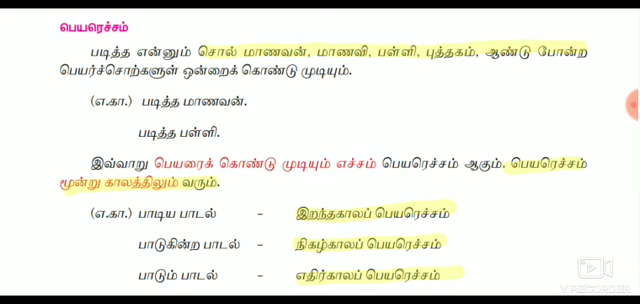 பெயரெச்சம்
படித்த என்னும் சொல் மாணவன், மாணவி, பள்ளி, புத்தகம், ஆண்டு போன்ற
பெயர்ச்சொற்களுள் ஒன்றைக் கொண்டு முடியும்.
(எ.கா.) படித்த மாணவன்.
படித்த பள்ளி.
இவ்வாறு பெயரைக் கொண்டு முடியும் எச்சம் பெயரெச்சம் ஆகும். பெயரெச்சம்
மூன்று காலத்திலும் வரும்.
(எ.கா.) பாடிய பாடல் - இறந்தகாலப் பெயரெச்சம்
பாடுகின்ற பாடல் - நிகழ்காலப் பெயரெச்சம்
பாடும் பாடல் - எதிர்காலப் பெயரெச்சம்
V RECORDER